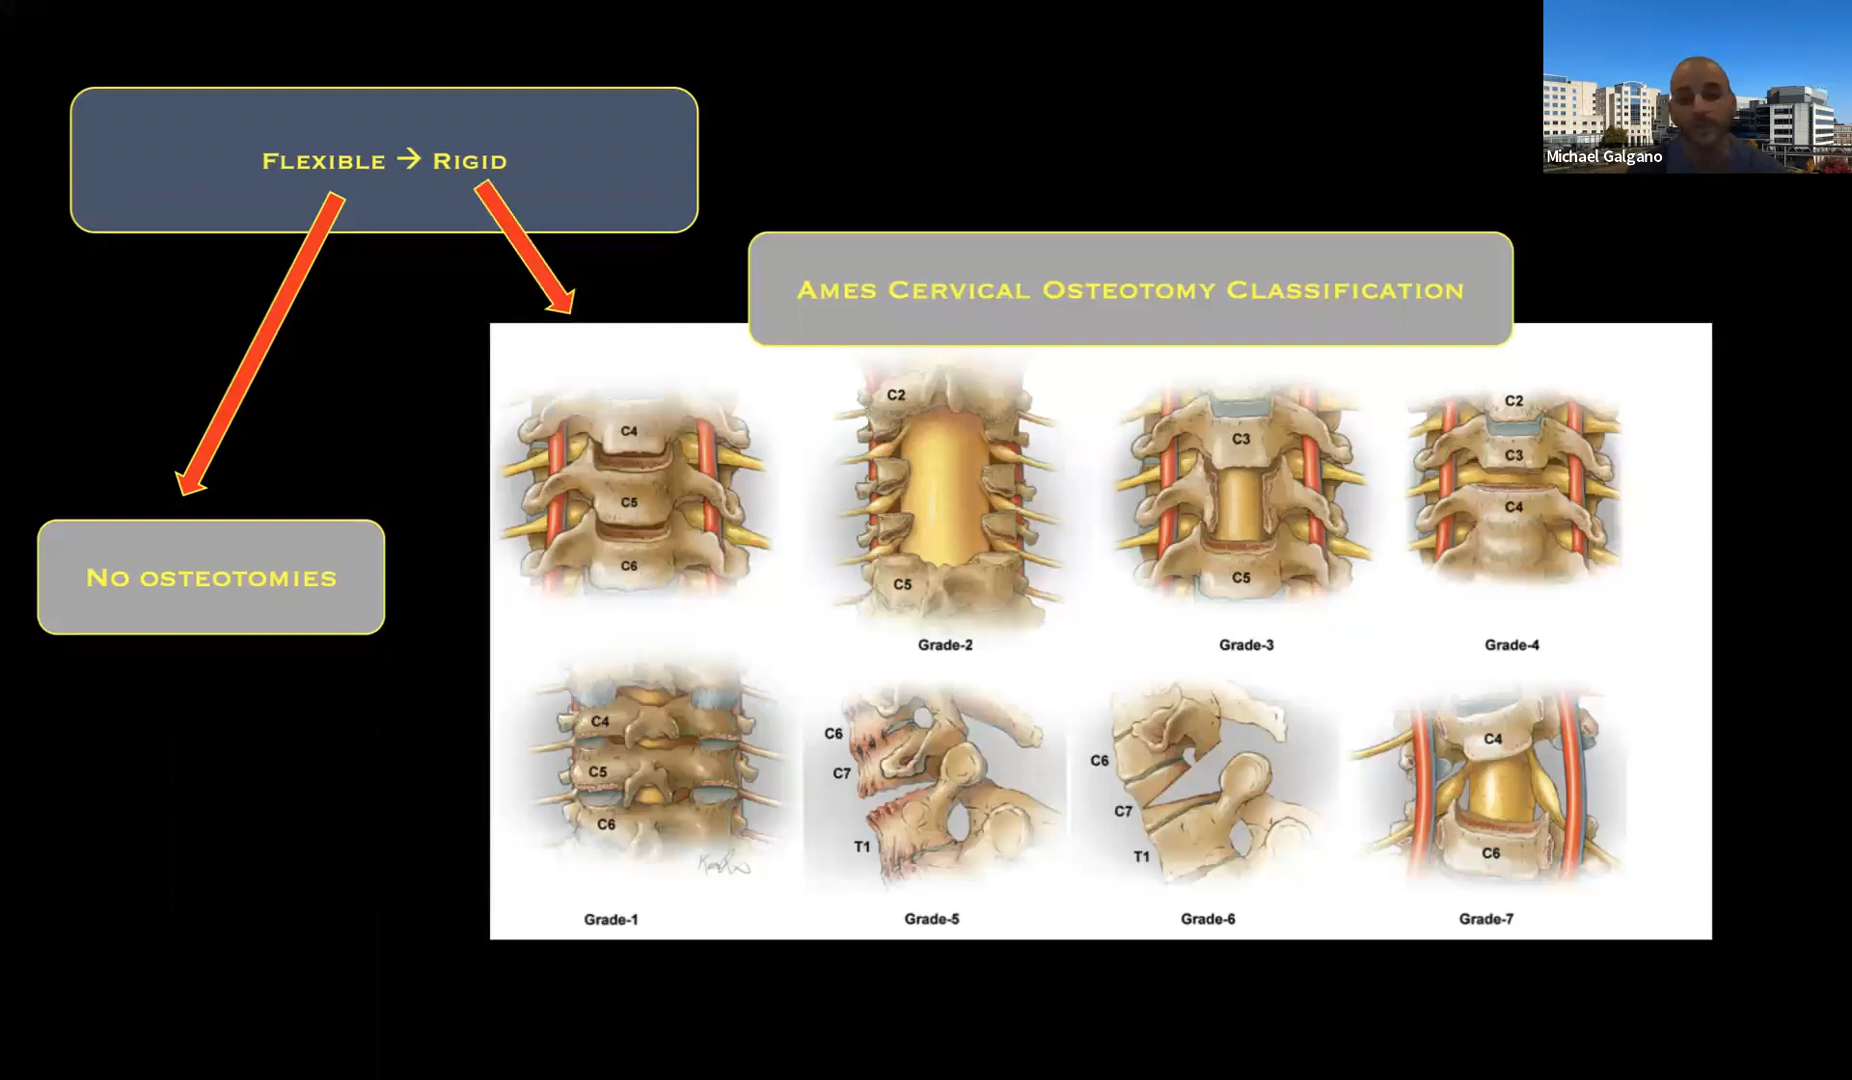 FLEXIBLE → RIGID
Michael Galgano
AMES CERVICAL OSTEOTOMY CLASSIFICATION
NO OSTEOTOMIES
C4
C5
C6
C2
C5
Grade-2
C3
C5
Grade-3
C2
C3
C4
Grade-4
C4
C5
C6
Grade-1
C6
C7
T1
Grade-5
C6
C7
T1
Grade-6
C4
C6
Grade-7